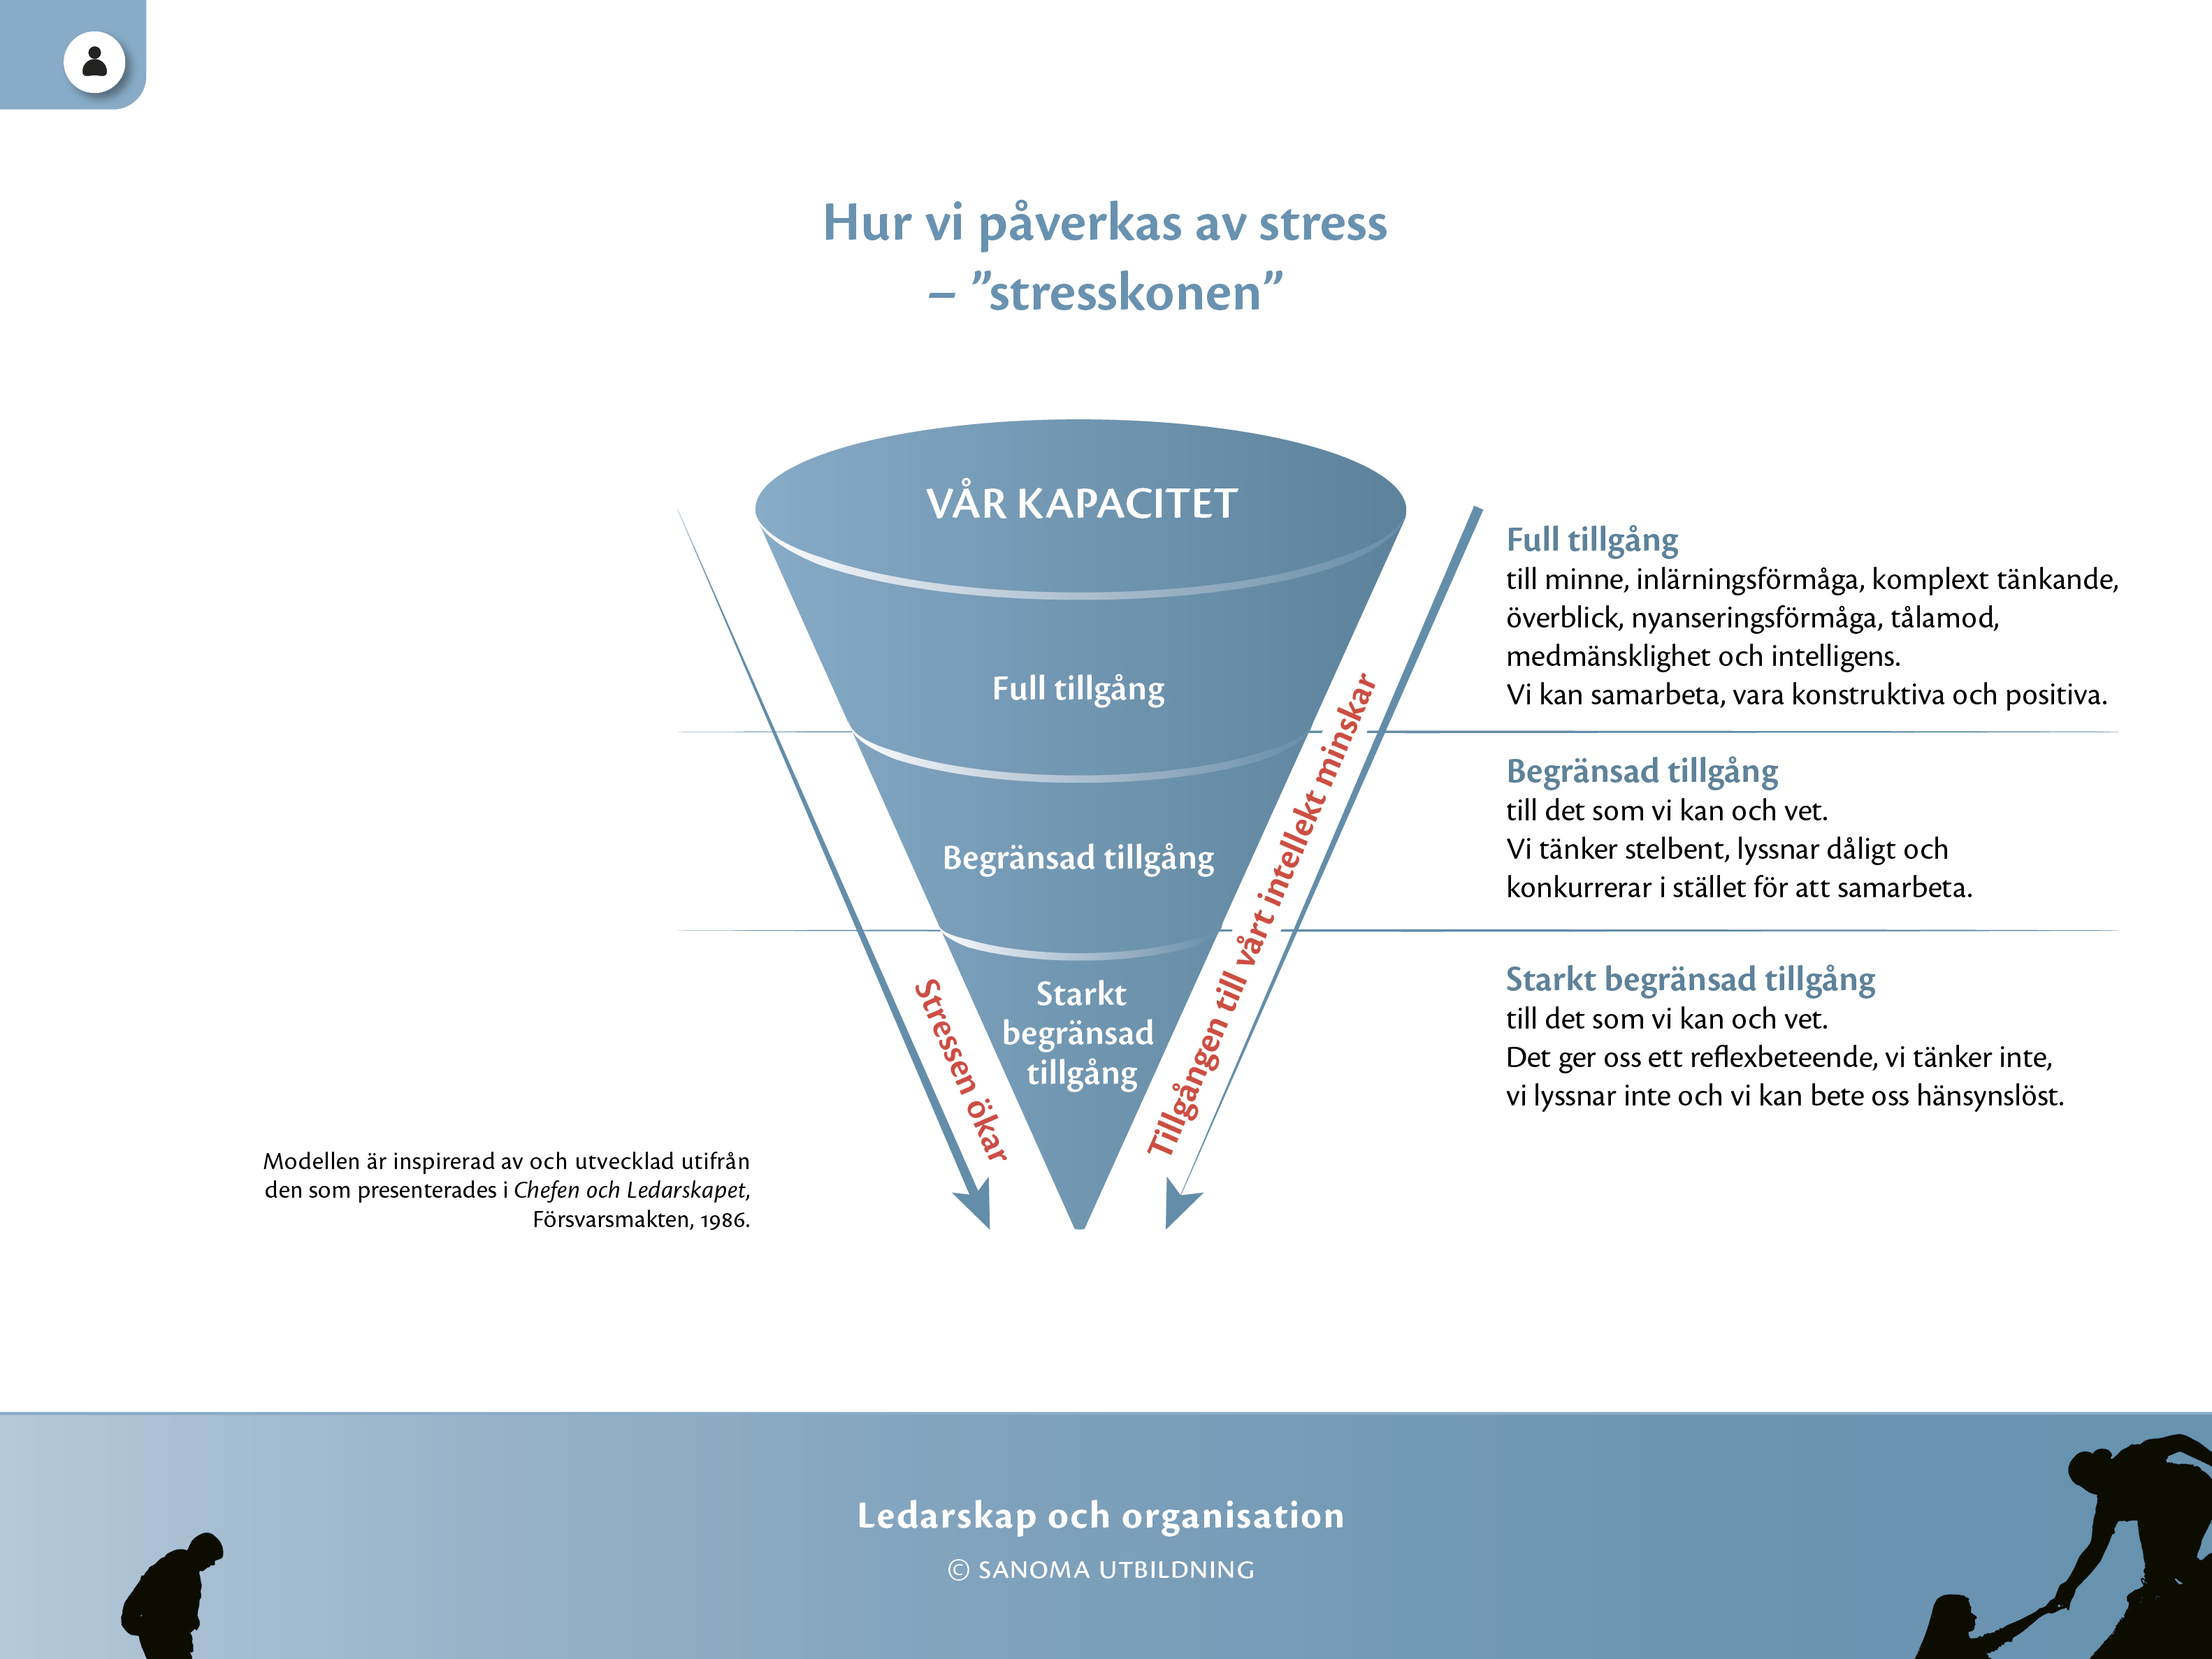 Hur vi påverkas av stress
– ”stresskonen”
VÅR KAPACITET
Full tillgång
Begränsad tillgång
Starkt
begränsad
tillgång
Stressen ökar
Tillgången till vårt intellekt minskar
Full tillgång
till minne, inlärningsförmåga, komplext tänkande,
överblick, nyanseringsförmåga, tålamod,
medmänsklighet och intelligens.
Vi kan samarbeta, vara konstruktiva och positiva.
Begränsad tillgång
till det som vi kan och vet.
Vi tänker stelbent, lyssnar dåligt och
konkurrerar i stället för att samarbeta.
Starkt begränsad tillgång
till det som vi kan och vet.
Det ger oss ett reflexbeteende, vi tänker inte,
vi lyssnar inte och vi kan bete oss hänsynslöst.
Modellen är inspirerad av och utvecklad utifrån
den som presenterades i Chefen och Ledarskapet,
Försvarsmakten, 1986.
Ledarskap och organisation
© SANOMA UTBILDNING